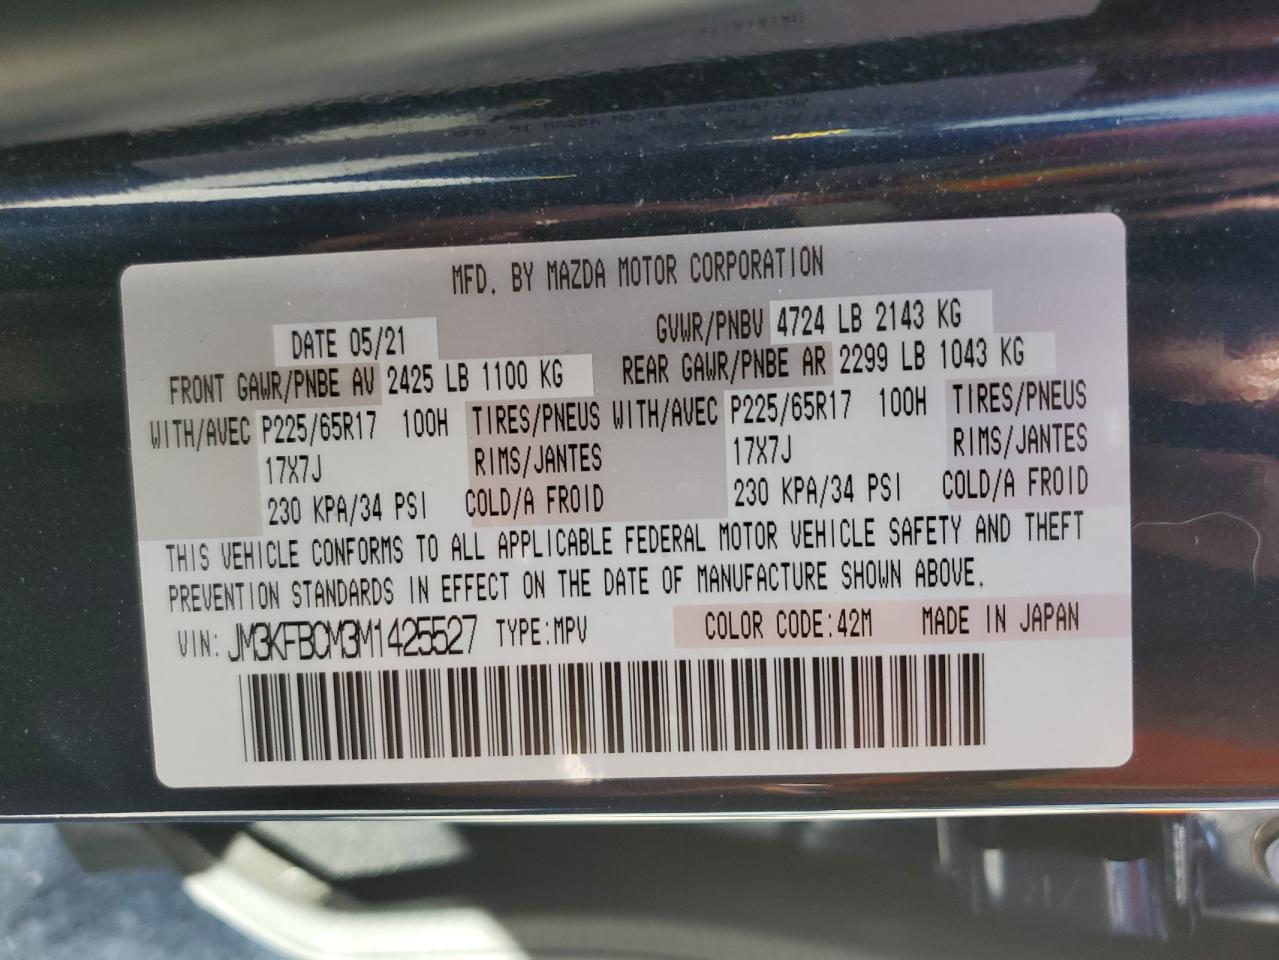 MFD. BY MAZDA MOTOR CORPORATION
DATE 05/21 GVWR/PNBV 4724 LB 2143 KG
FRONT GAWR/PNBE AV 2425 LB 1100 KG REAR GAWR/PNBE AR 2299 LB 1043 KG
WITH/AVEC P225/65R17 100H TIRES/PNEUS WITH/AVEC P225/65R17 100H TIRES/PNEUS
17X7J RIMS/JANTES 17X7J RIMS/JANTES
230 KPA/34 PSI COLD/A FROID 230 KPA/34 PSI COLD/A FROID
THIS VEHICLE CONFORMS TO ALL APPLICABLE FEDERAL MOTOR VEHICLE SAFETY AND THEFT
PREVENTION STANDARDS IN EFFECT ON THE DATE OF MANUFACTURE SHOWN ABOVE.
VIN: JM3KFBCM3M1425527 TYPE:MPV COLOR CODE:42M MADE IN JAPAN